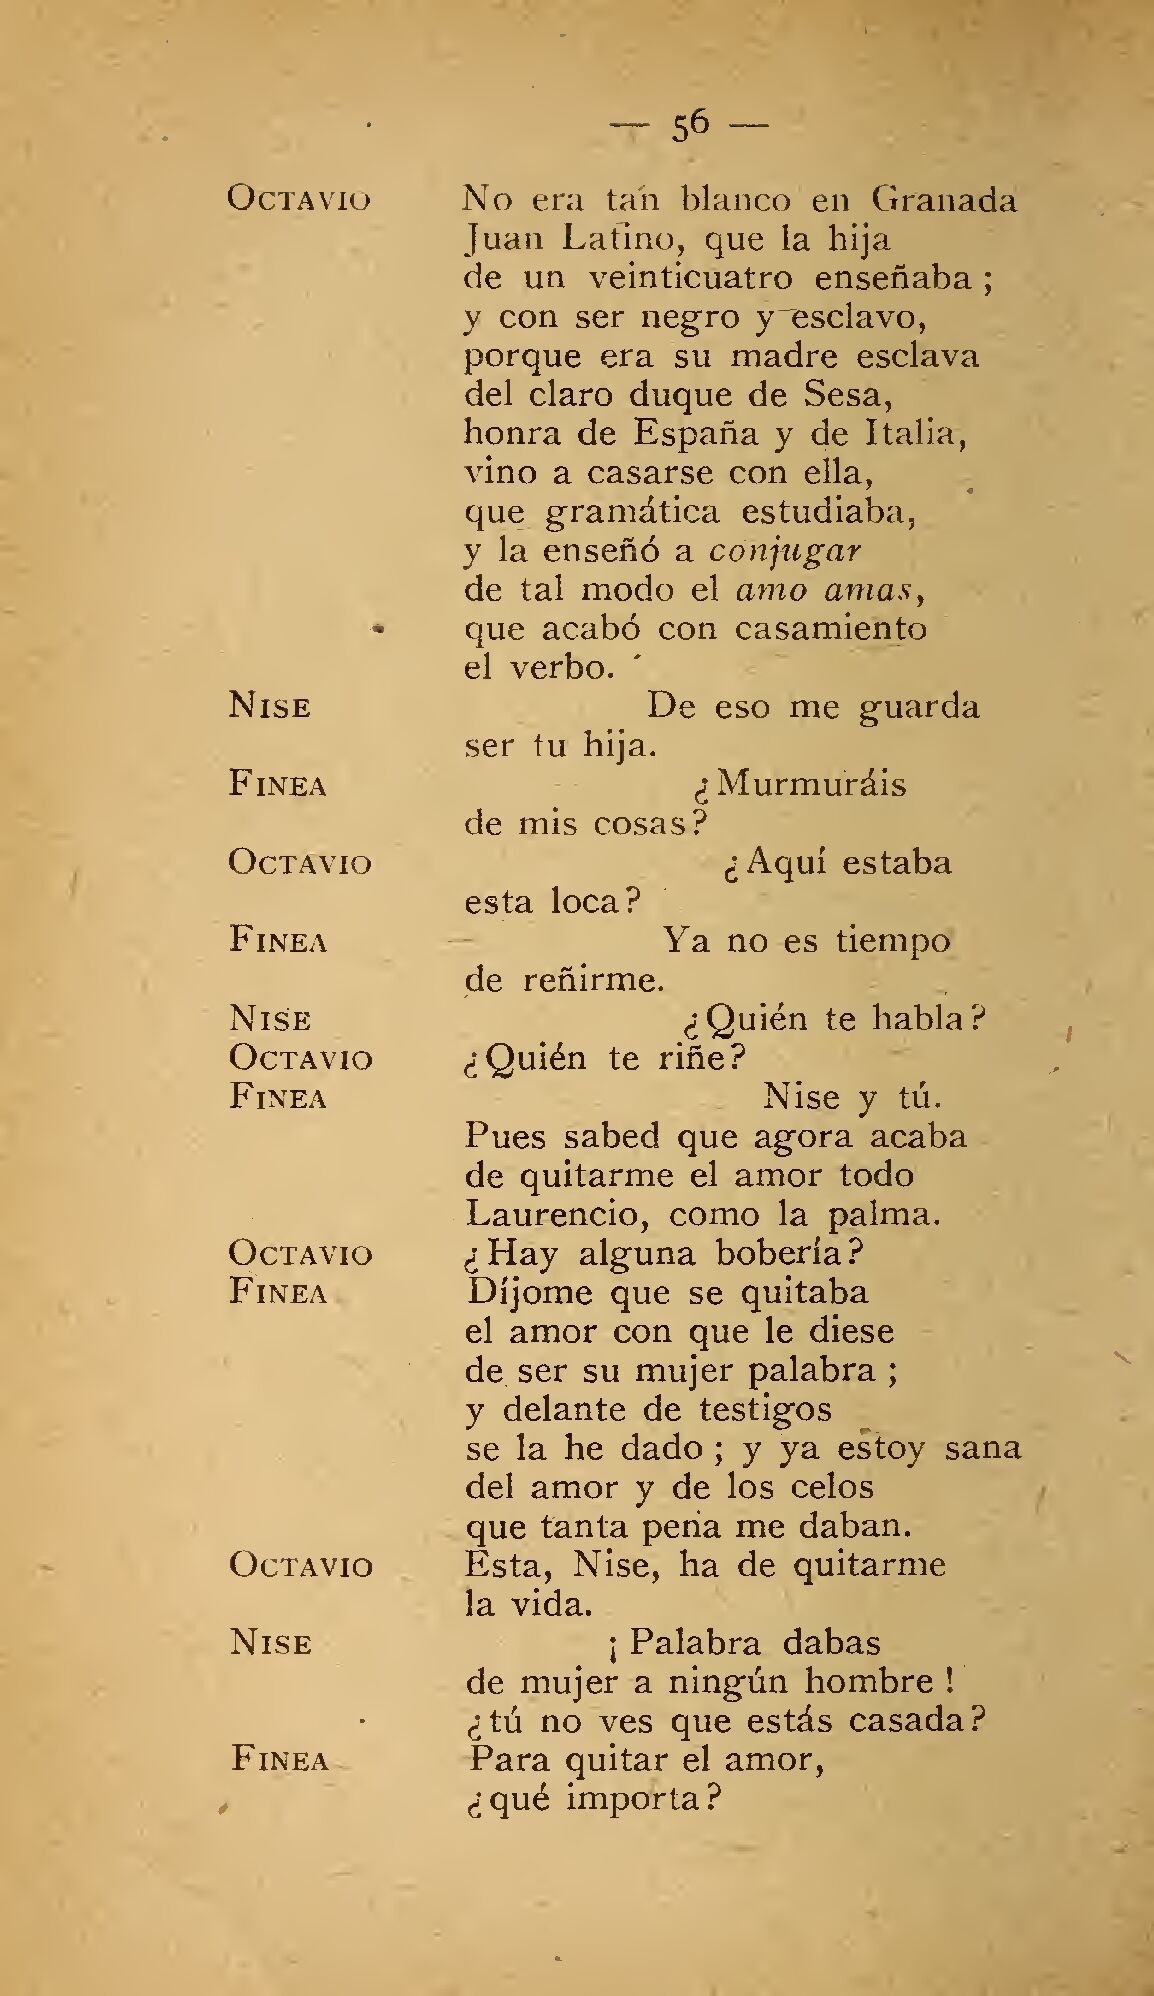 — 56 —
OCTAVIO No era tan blanco en Granada
Juan Latino, que la hija
de un veinticuatro enseñaba ;
y con ser negro y esclavo,
porque era su madre esclava
del claro duque de Sesa,
honra de España y de Italia,
vino a casarse con ella,
que gramática estudiaba,
y la enseñó a conjugar
de tal modo el amo amas,
que acabó con casamiento
el verbo.
NISE De eso me guarda
ser tu hija.
FINEA ¿Murmuráis
de mis cosas?
OCTAVIO ¿Aquí estaba
esta loca?
FINEA Ya no es tiempo
de reñirme.
NISE ¿Quién te habla?
OCTAVIO ¿Quién te riñe?
FINEA Nise y tú.
Pues sabed que agora acaba
de quitarme el amor todo
Laurencio, como la palma.
OCTAVIO ¿Hay alguna bobería?
FINEA Díjome que se quitaba
el amor con que le diese
de ser su mujer palabra ;
y delante de testigos
se la he dado ; y ya estoy sana
del amor y de los celos
que tanta pena me daban.
OCTAVIO Esta, Nise, ha de quitarme
la vida.
NISE ¡Palabra dabas
de mujer a ningún hombre !
¿tú no ves que estás casada?
FINEA Para quitar el amor,
¿qué importa?